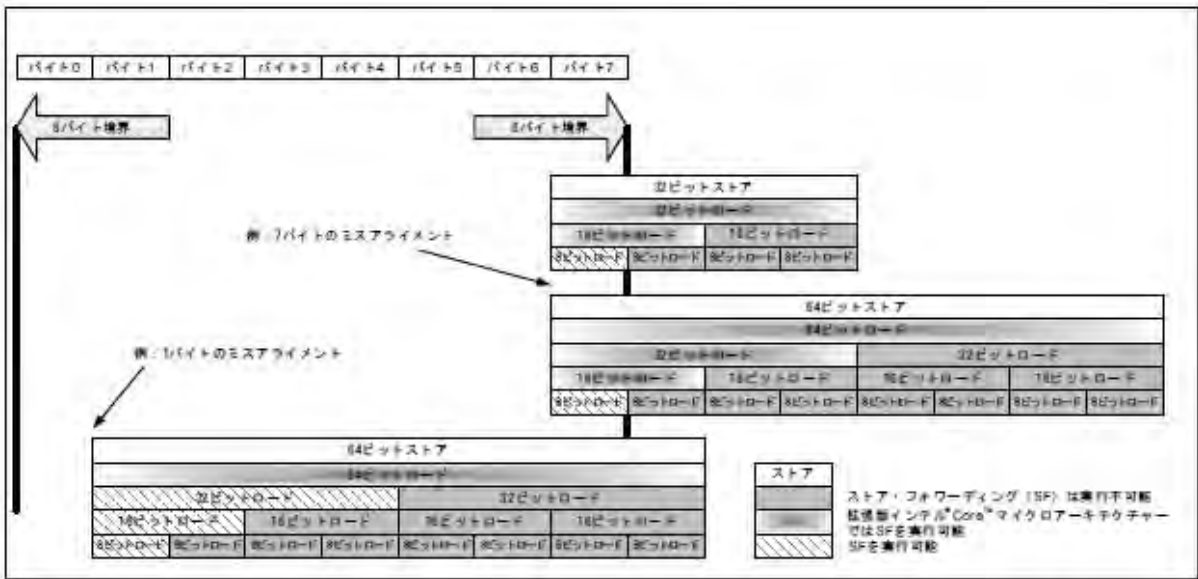 バイト0 バイト1 バイト2 バイト3 バイト4 バイト5 バイト6 バイト7
8バイト境界 8バイト境界
32ビットストア
32ビットロード
例:7バイトのミスアライメント
16ビットロード 16ビットロード
8ビットロード 8ビットロード 8ビットロード 8ビットロード
64ビットストア
64ビットロード
例:1バイトのミスアライメント
32ビットロード 32ビットロード
16ビットロード 16ビットロード 16ビットロード 16ビットロード
8ビットロード 8ビットロード 8ビットロード 8ビットロード 8ビットロード 8ビットロード 8ビットロード 8ビットロード
64ビットストア
64ビットロード
32ビットロード 32ビットロード
16ビットロード 16ビットロード 16ビットロード 16ビットロード
8ビットロード 8ビットロード 8ビットロード 8ビットロード 8ビットロード 8ビットロード 8ビットロード 8ビットロード
ストア
ストア・フォワーディング(SF)は実行不可能
拡張版インテル®Core™マイクロアーキテクチャー
ではSFを実行可能
SFを実行可能